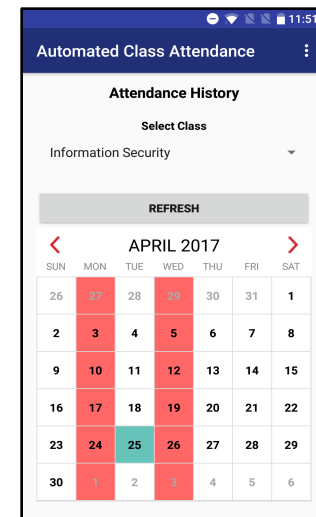 11:51
Automated Class Attendance
Attendance History
Select Class
Information Security
REFRESH
APRIL 2017
SUN MON TUE WED THU FRI SAT
26 27 28 29 30 31 1
2 3 4 5 6 7 8
9 10 11 12 13 14 15
16 17 18 19 20 21 22
23 24 25 26 27 28 29
30 1 2 3 4 5 6